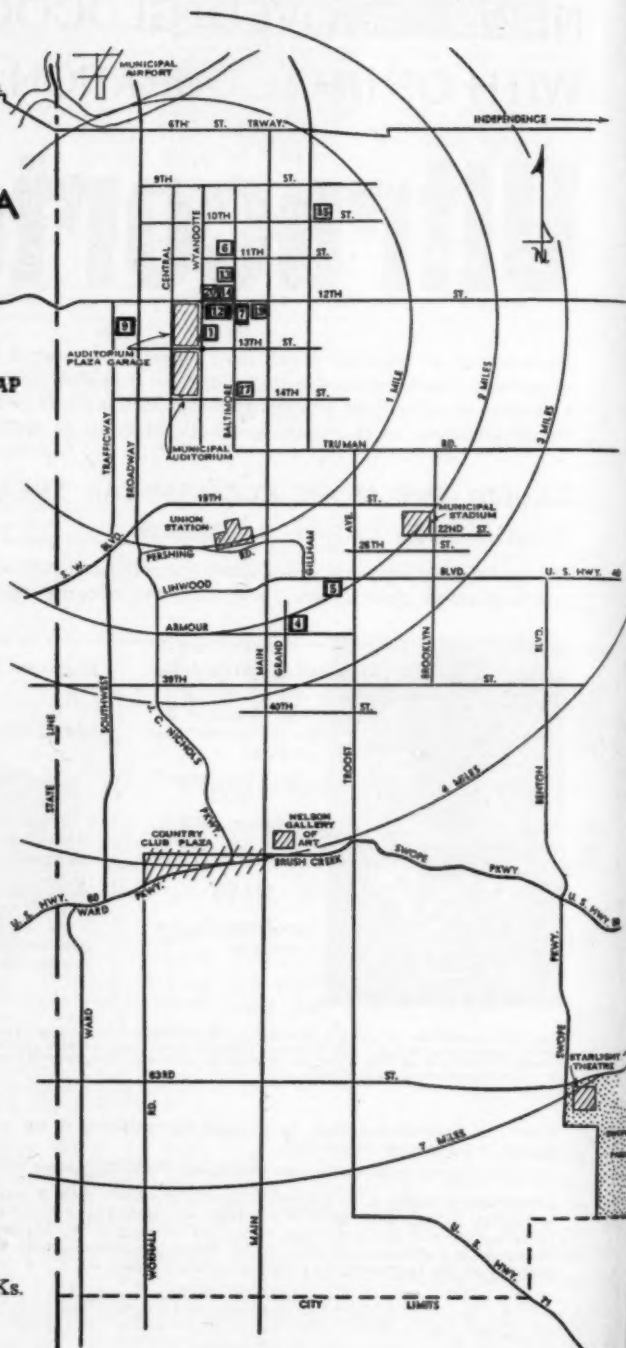 MUNICIPAL
AIRPORT
6TH ST. TRWAY.
INDEPENDENCE
9TH ST.
A
10TH ST.
15
N
CENTRAL
WYANDOTTE
6
11TH ST.
13
12TH ST.
9
12
7
1
13TH ST.
AUDITORIUM
PLAZA GARAGE
AP
1 MILE
2 MILES
3 MILES
27
14TH ST.
BALTIMORE
TRAFFICWAY
BROADWAY
MUNICIPAL
AUDITORIUM
TRUMAN RD.
18TH ST.
MUNICIPAL
STADIUM
UNION
STATION
AVE.
22ND ST.
S. W. BLVD.
PERSHING RD.
GILLHAM
26TH ST.
LINWOOD
BLVD.
U. S. HWY. 40
5
ARMOUR
4
MAIN
GRAND
BROOKLYN
BLVD.
39TH ST.
SOUTHWEST
40TH ST.
STATE LINE
J. C. NICHOLS
PKWY.
TROOST
4 MILES
BENTON
NELSON
GALLERY
OF
ART
COUNTRY
CLUB PLAZA
BRUSH CREEK
SWOPE
PKWY
U. S. HWY.
WARD
PKWY.
U. S. HWY
PKWY.
WARD
SWOPE
STARLIGHT
THEATRE
63RD ST.
RD.
7 MILES
WORNALL
MAIN
U. S.
HWY.
71
Ks.
CITY LIMITS